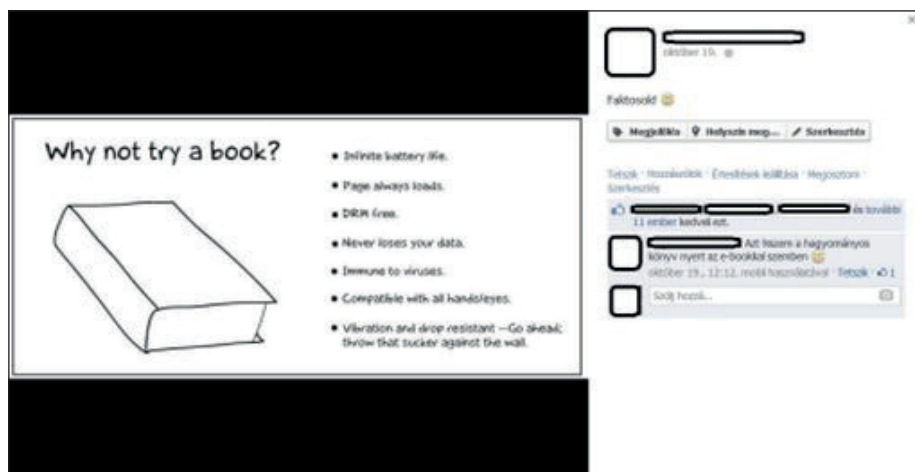 Why not try a book?
• Infinite battery life.
• Page always loads.
• DRM free.
• Never loses your data.
• Immune to viruses.
• Compatible with all hands/eyes.
• Vibration and drop resistant —Go ahead;
throw that sucker against the wall.
október 19.
Faktosold
Megjelölés Helyszín meg... Szerkesztés
Tetszik · Hozzászólok · Értesítések leállítása · Megosztom ·
Szerkesztés
és további
11 ember kedveli ezt.
Azt hiszem a hagyományos
könyv nyert az e-bookkal szemben
október 19., 12:12, mobil használatával · Tetszik · 1
Szólj hozzá...